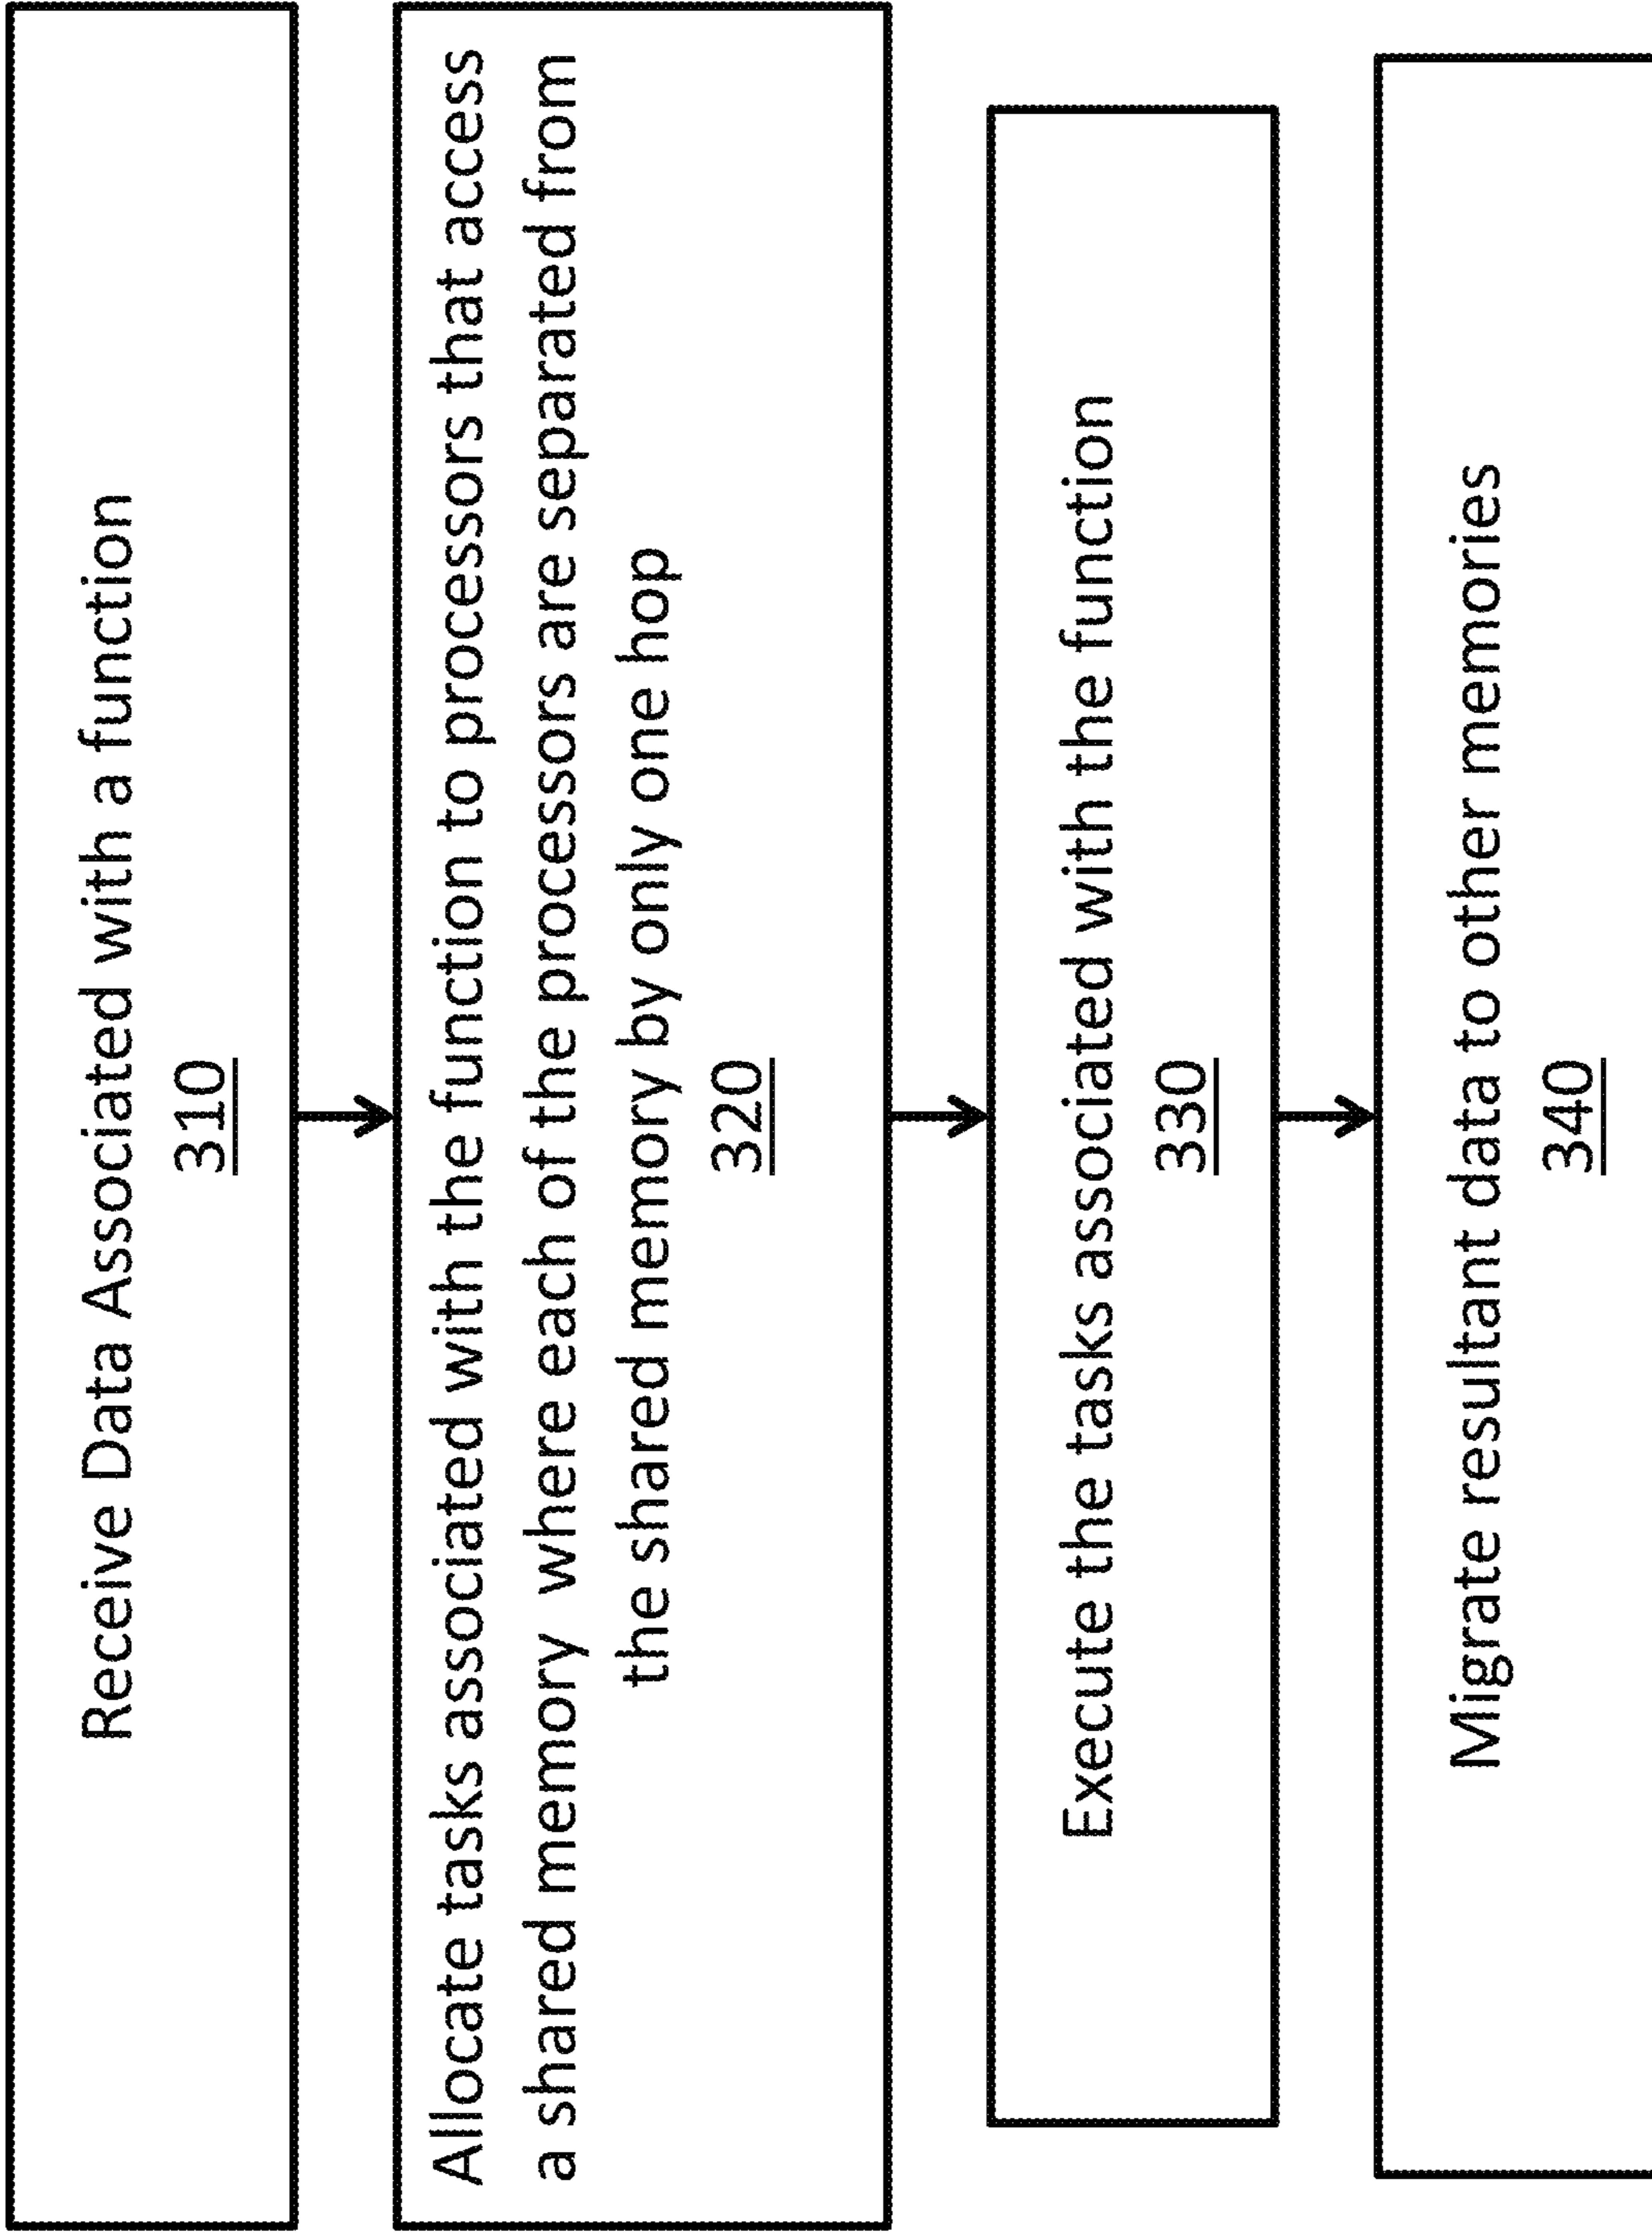 Receive Data Associated with a function
310
Allocate tasks associated with the function to processors that access
a shared memory where each of the processors are separated from
the shared memory by only one hop
320
Execute the tasks associated with the function
330
Migrate resultant data to other memories
340